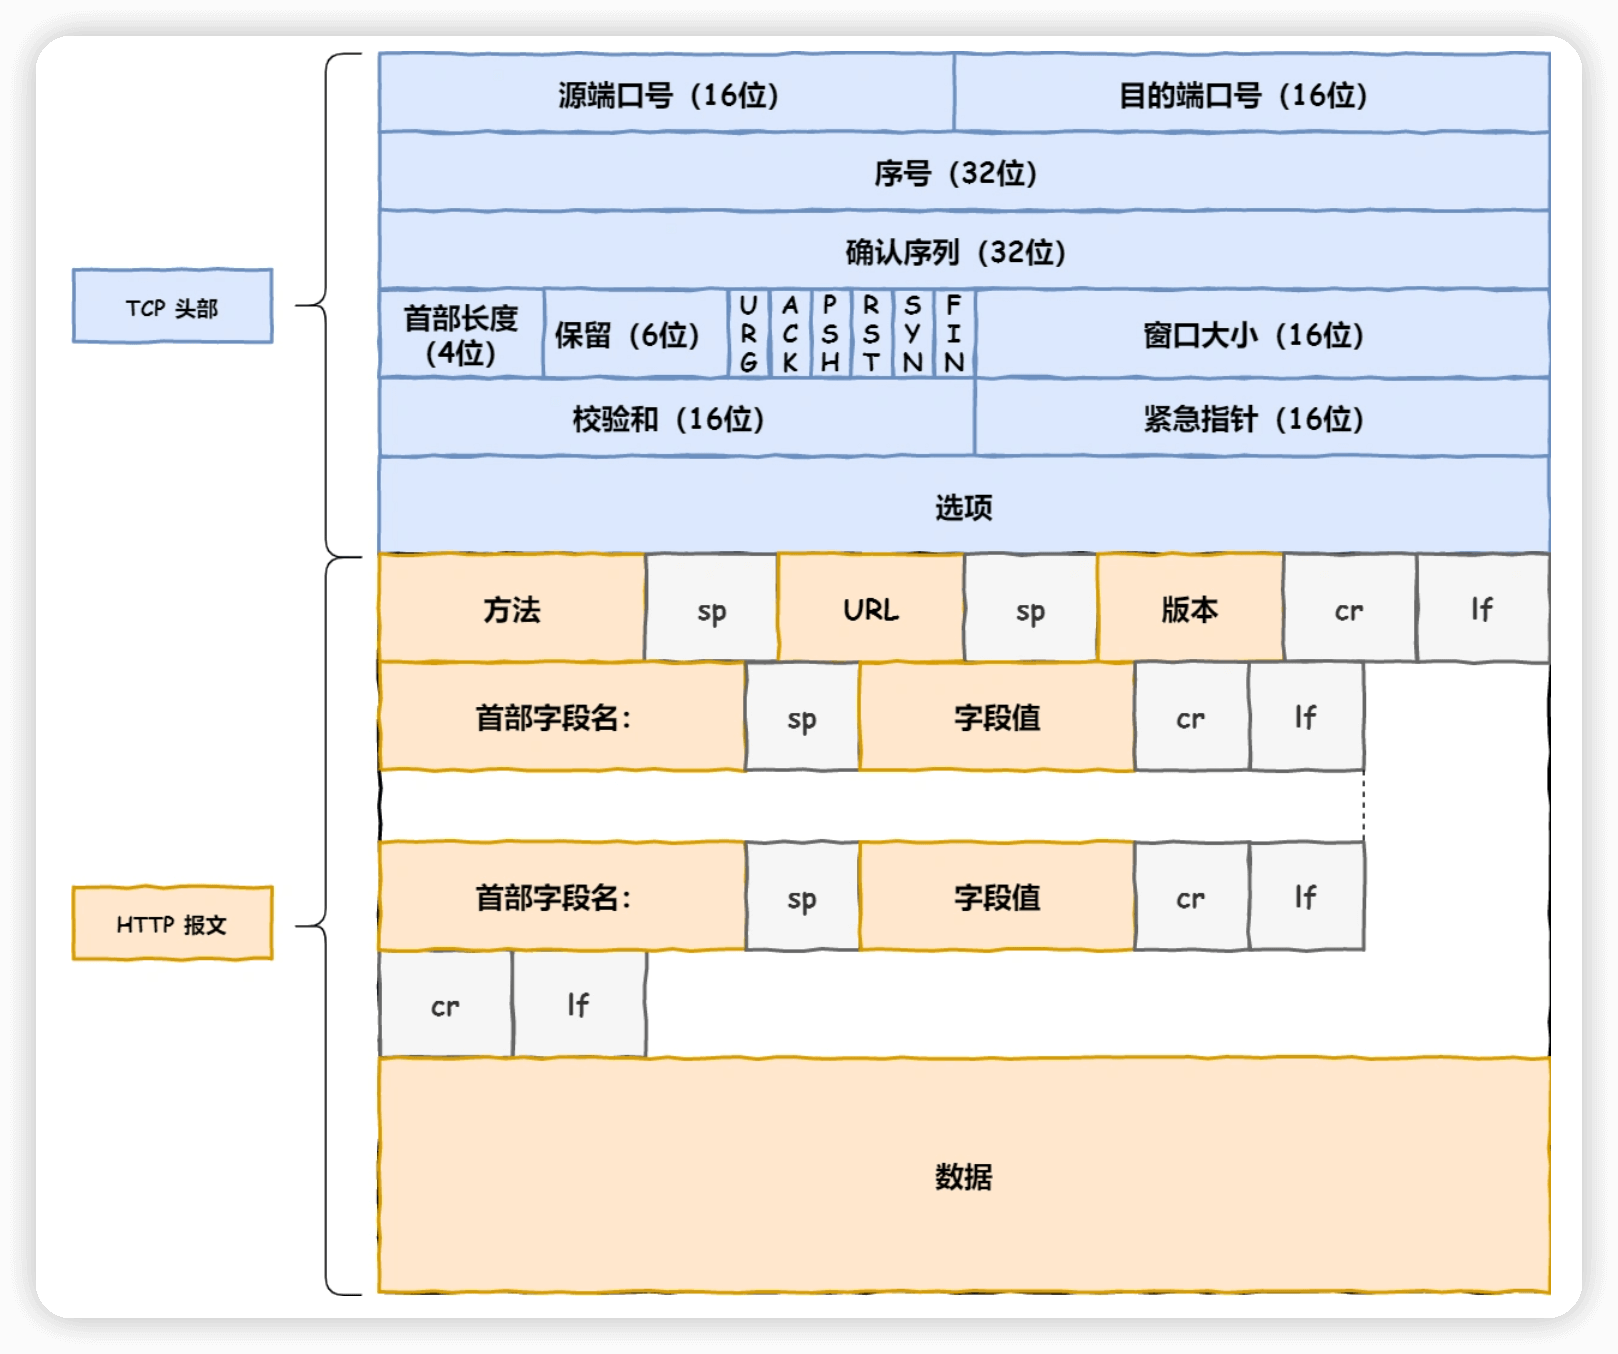 源端口号（16位）
目的端口号（16位）
序号（32位）
确认序列（32位）
TCP 头部
首部长度
（4位）
保留（6位）
URG
ACK
PSH
RST
SYN
FIN
窗口大小（16位）
校验和（16位）
紧急指针（16位）
选项
方法
sp
URL
sp
版本
cr
lf
首部字段名：
sp
字段值
cr
lf
首部字段名：
sp
字段值
cr
lf
HTTP 报文
cr
lf
数据